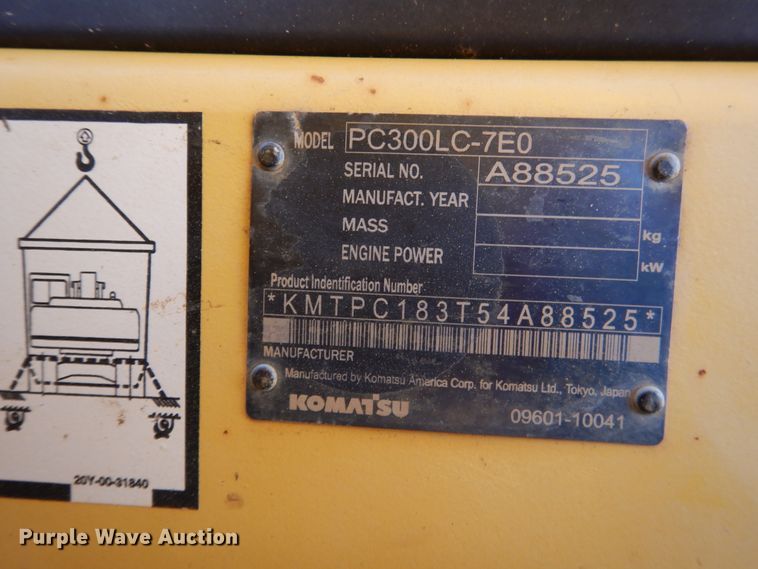 MODEL PC300LC-7E0
SERIAL NO. A88525
MANUFACT. YEAR
MASS kg
ENGINE POWER kW
Product Indentification Number
*KMTPC183T54A88525*
MANUFACTURER
Manufactured by Komatsu America Corp. for Komatsu Ltd., Tokyo, Japan
KOMATSU 09601-10041
20Y-00-31840
Purple Wave Auction